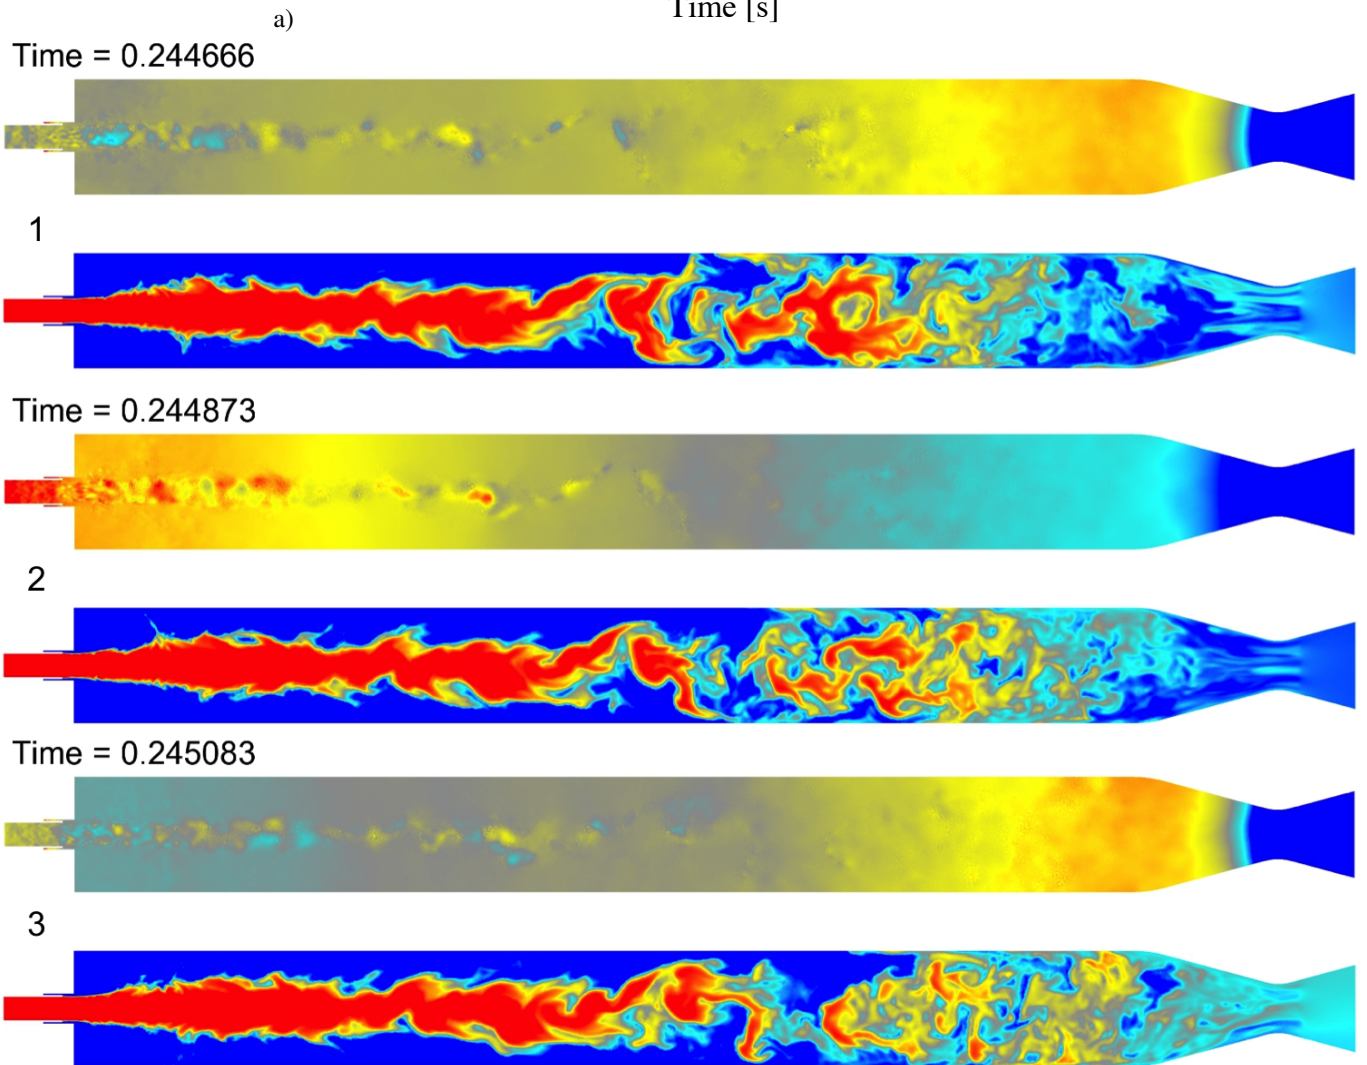 Time [s]
a)
Time = 0.244666
1
Time = 0.244873
2
Time = 0.245083
3